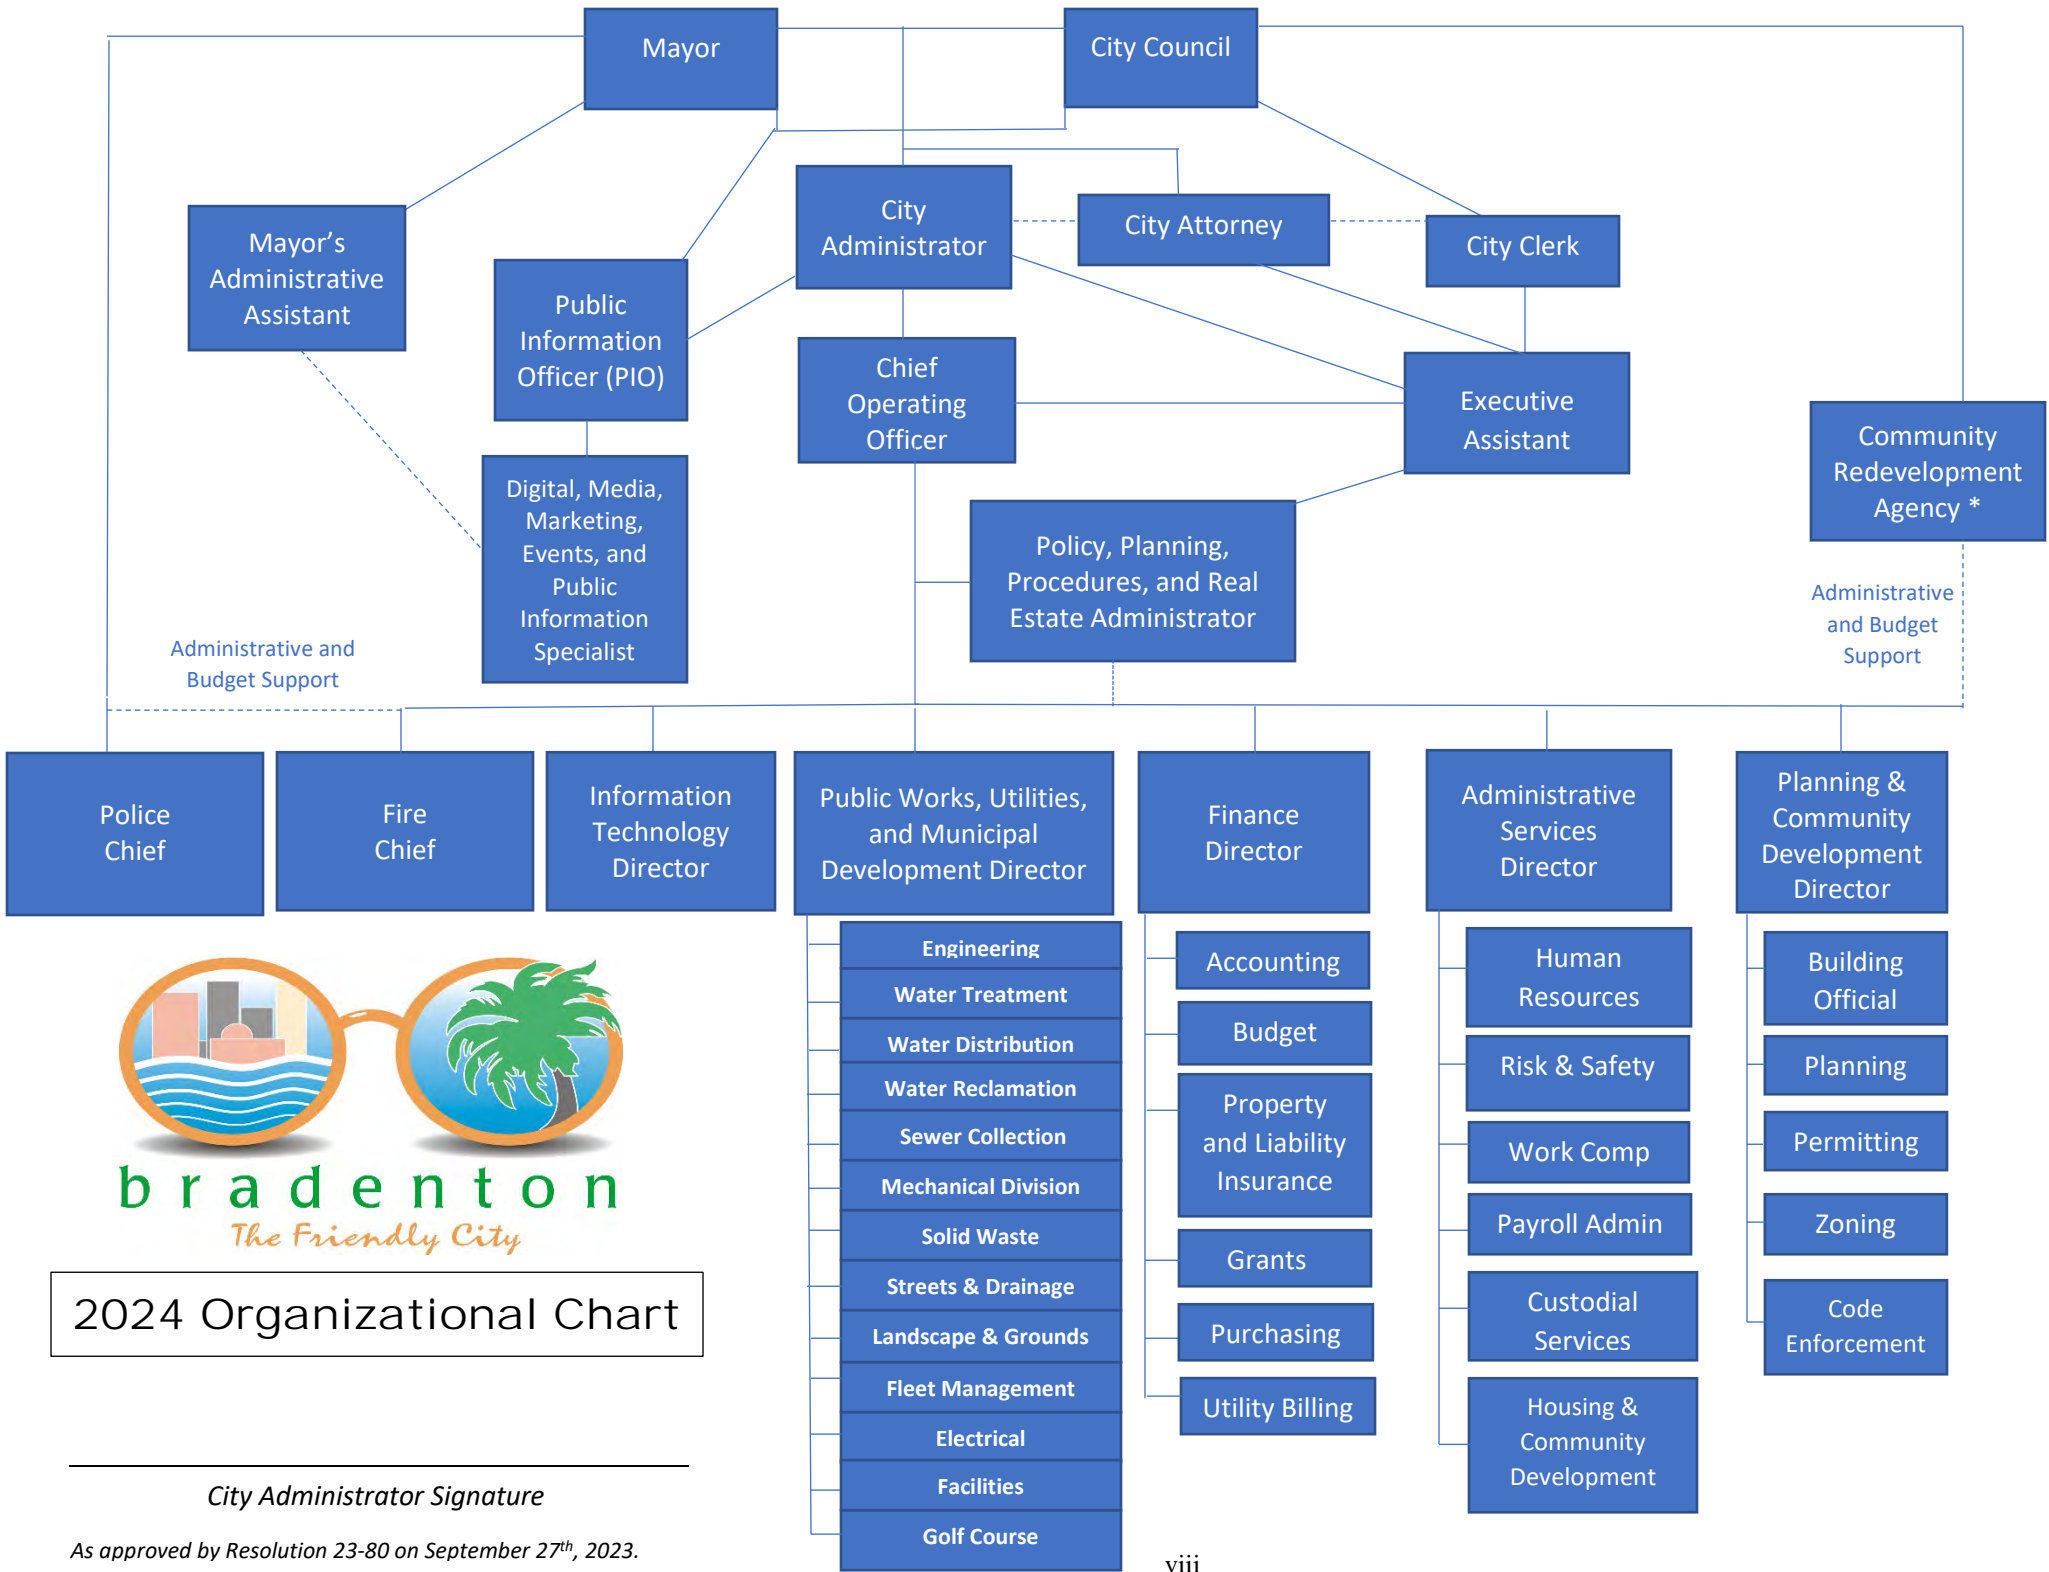 Mayor
City Council
City
Administrator
City Attorney
City Clerk
Mayor’s
Administrative
Assistant
Public
Information
Officer (PIO)
Chief
Operating
Officer
Executive
Assistant
Community
Redevelopment
Agency *
Digital, Media,
Marketing,
Events, and
Public
Information
Specialist
Policy, Planning,
Procedures, and Real
Estate Administrator
Administrative
and Budget
Support
Administrative and
Budget Support
Police
Chief
Fire
Chief
Information
Technology
Director
Public Works, Utilities,
and Municipal
Development Director
Finance
Director
Administrative
Services
Director
Planning &
Community
Development
Director
Engineering
Water Treatment
Water Distribution
Water Reclamation
Sewer Collection
Mechanical Division
Solid Waste
Streets & Drainage
Landscape & Grounds
Fleet Management
Electrical
Facilities
Golf Course
Accounting
Budget
Property
and Liability
Insurance
Grants
Purchasing
Utility Billing
Human
Resources
Risk & Safety
Work Comp
Payroll Admin
Custodial
Services
Housing &
Community
Development
Building
Official
Planning
Permitting
Zoning
Code
Enforcement
bradenton
The Friendly City
2024 Organizational Chart
City Administrator Signature
As approved by Resolution 23-80 on September 27th, 2023.
viii